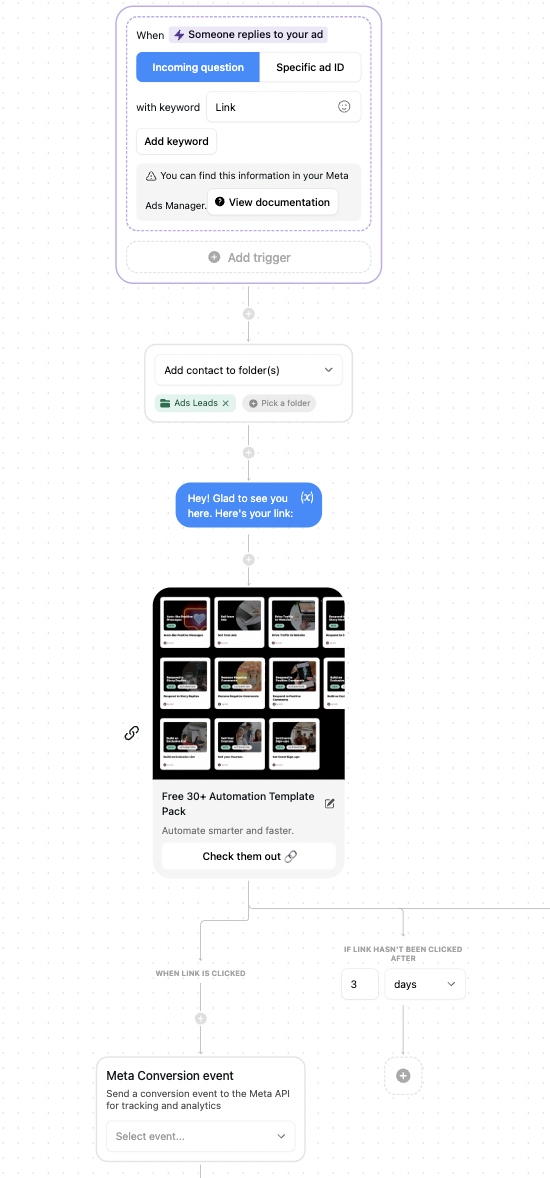 When Someone replies to your ad
Incoming question Specific ad ID
with keyword Link
Add keyword
You can find this information in your Meta
Ads Manager. View documentation
Add trigger
Add contact to folder(s)
Ads Leads × Pick a folder
Hey! Glad to see you
here. Here's your link:
Free 30+ Automation Template
Pack
Automate smarter and faster.
Check them out 🔗
IF LINK HASN'T BEEN CLICKED
AFTER
WHEN LINK IS CLICKED
3 days
Meta Conversion event
Send a conversion event to the Meta API
for tracking and analytics
Select event...